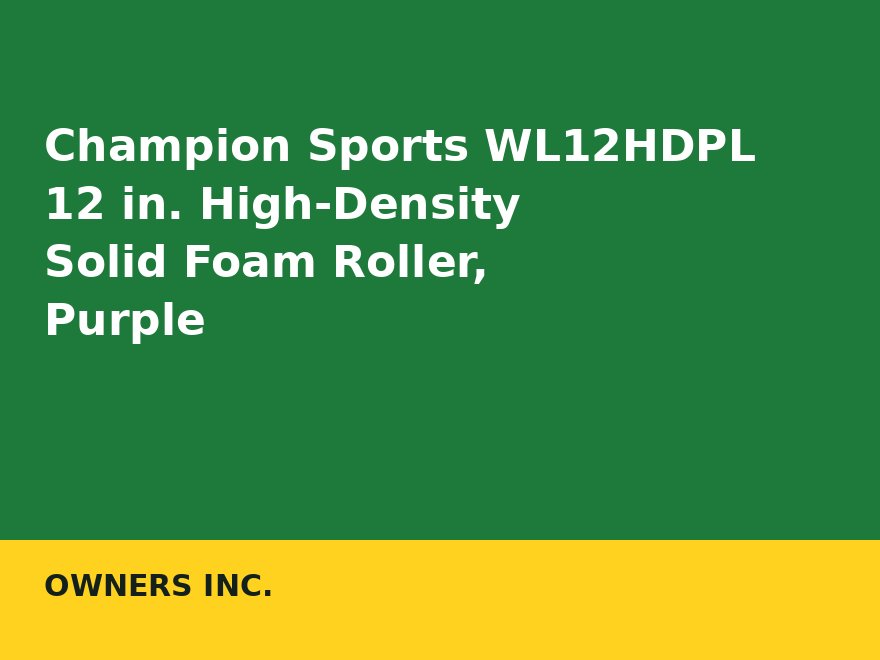 Champion Sports WL12HDPL
12 in. High-Density
Solid Foam Roller,
Purple
OWNERS INC.